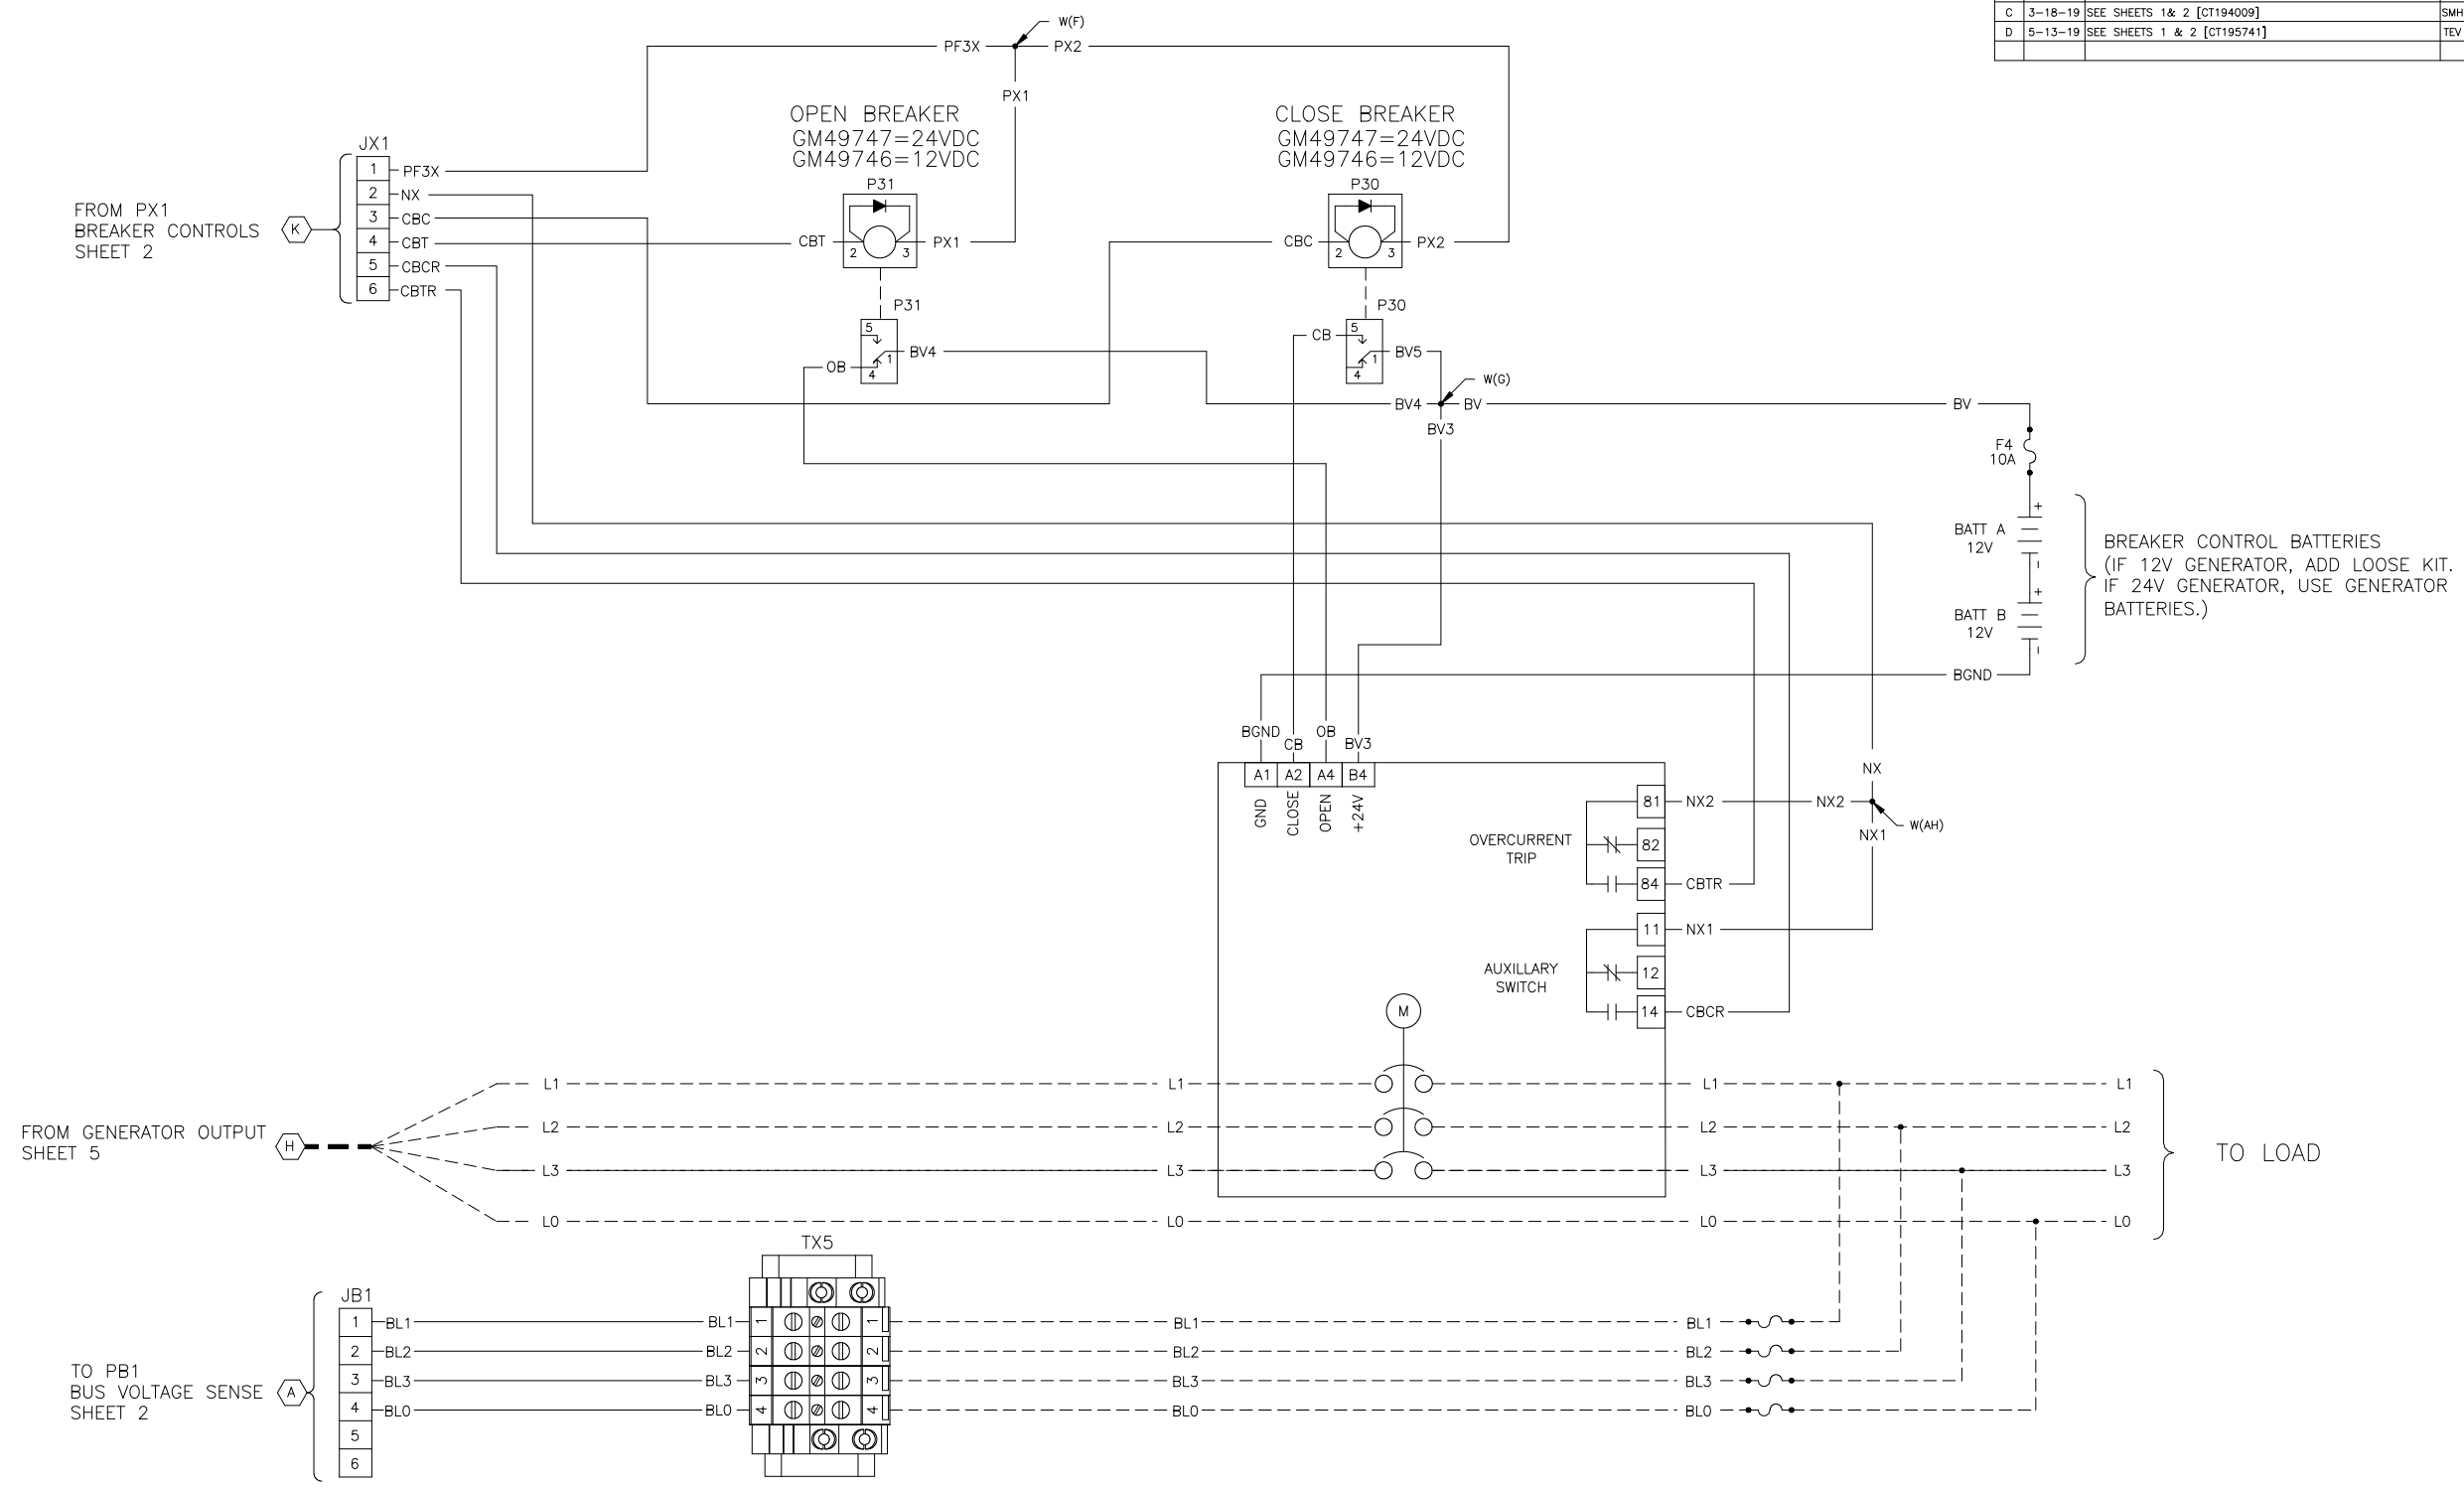 C 3-18-19 SEE SHEETS 1& 2 [CT194009] SMH
D 5-13-19 SEE SHEETS 1 & 2 [CT195741] TEV
W(F)
PF3X PX2
PX1
OPEN BREAKER
GM49747=24VDC
GM49746=12VDC
CLOSE BREAKER
GM49747=24VDC
GM49746=12VDC
JX1
1 PF3X
2 NX
3 CBC
4 CBT
5 CBCR
6 CBTR
FROM PX1
BREAKER CONTROLS
SHEET 2
K
P31
CBT 2 3 PX1
P30
CBC 2 3 PX2
P31
5
1 BV4
OB 4
P30
CB 5
1 BV5
4
W(G)
BV4 BV BV
BV3
F4
10A
+
BATT A
12V
-
+
BATT B
12V
-
BREAKER CONTROL BATTERIES
(IF 12V GENERATOR, ADD LOOSE KIT.
IF 24V GENERATOR, USE GENERATOR
BATTERIES.)
BGND
BGND CB OB BV3
A1 A2 A4 B4
GND CLOSE OPEN +24V
NX
81 NX2 NX2
W(AH)
NX1
OVERCURRENT
TRIP
82
84 CBTR
11 NX1
AUXILLARY
SWITCH
12
14 CBCR
M
FROM GENERATOR OUTPUT
SHEET 5
H
L1 L1 L1 L1
L2 L2 L2 L2
L3 L3 L3 L3
L0 L0 L0 L0
TO LOAD
TX5
JB1
1 BL1 BL1 1 1 BL1 BL1
2 BL2 BL2 2 2 BL2 BL2
3 BL3 BL3 3 3 BL3 BL3
4 BL0 BL0 4 4 BL0 BL0
5
6
TO PB1
BUS VOLTAGE SENSE
SHEET 2
A